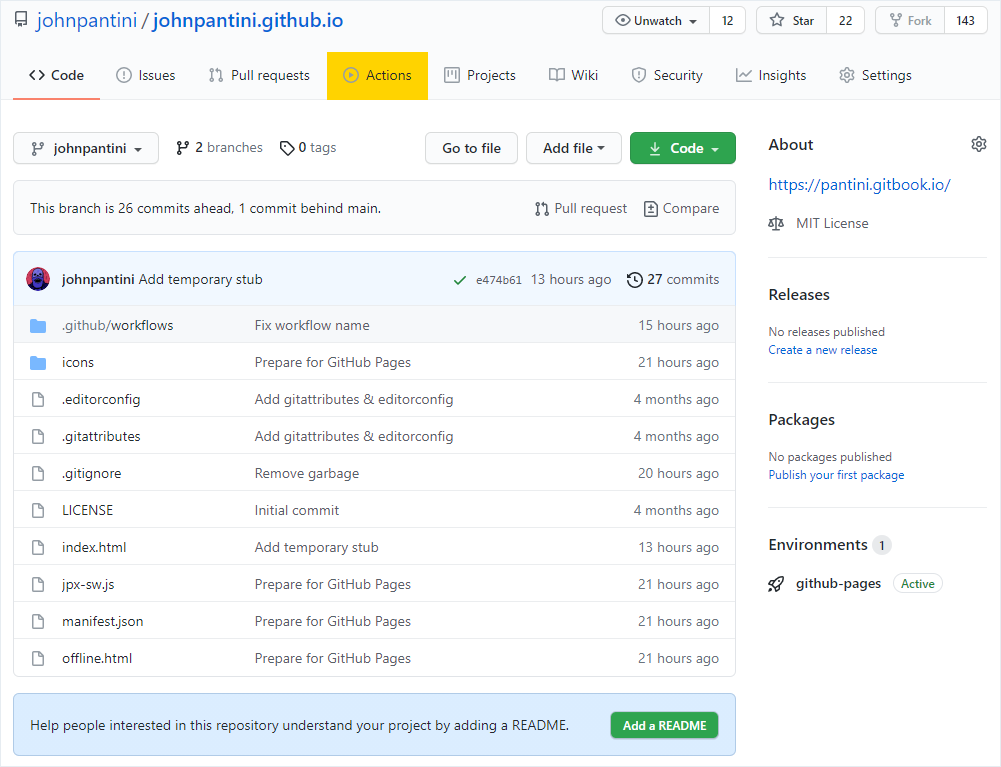 johnpantini / johnpantini.github.io Unwatch 12 Star 22 Fork 143
Code Issues Pull requests Actions Projects Wiki Security Insights Settings
johnpantini 2 branches 0 tags Go to file Add file Code
This branch is 26 commits ahead, 1 commit behind main. Pull request Compare
johnpantini Add temporary stub e474b61 13 hours ago 27 commits
.github/workflows Fix workflow name 15 hours ago
icons Prepare for GitHub Pages 21 hours ago
.editorconfig Add gitattributes & editorconfig 4 months ago
.gitattributes Add gitattributes & editorconfig 4 months ago
.gitignore Remove garbage 20 hours ago
LICENSE Initial commit 4 months ago
index.html Add temporary stub 13 hours ago
jpx-sw.js Prepare for GitHub Pages 21 hours ago
manifest.json Prepare for GitHub Pages 21 hours ago
offline.html Prepare for GitHub Pages 21 hours ago
Help people interested in this repository understand your project by adding a README. Add a README
About
https://pantini.gitbook.io/
MIT License
Releases
No releases published
Create a new release
Packages
No packages published
Publish your first package
Environments 1
github-pages Active